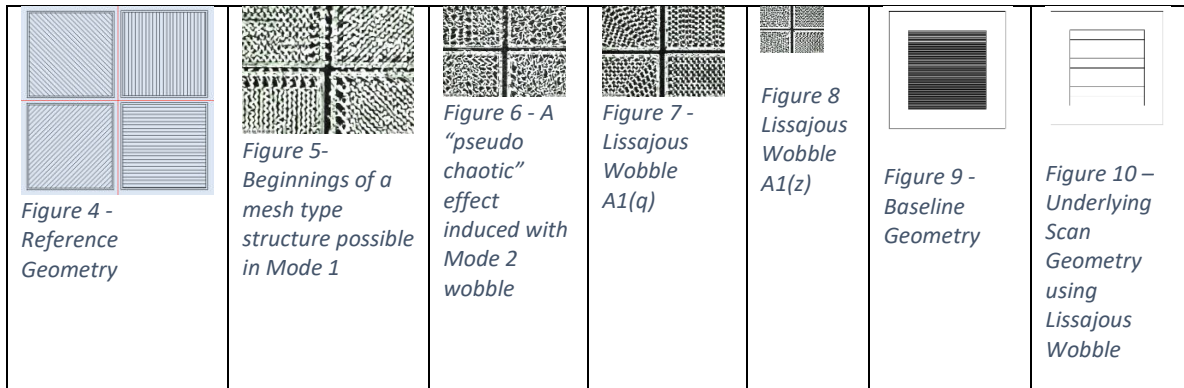 Figure 4 -
Reference
Geometry
Figure 5-
Beginnings of a
mesh type
structure possible
in Mode 1
Figure 6 - A
“pseudo
chaotic”
effect
induced with
Mode 2
wobble
Figure 7 -
Lissajous
Wobble
A1(q)
Figure 8
Lissajous
Wobble
A1(z)
Figure 9 -
Baseline
Geometry
Figure 10 –
Underlying
Scan
Geometry
using
Lissajous
Wobble